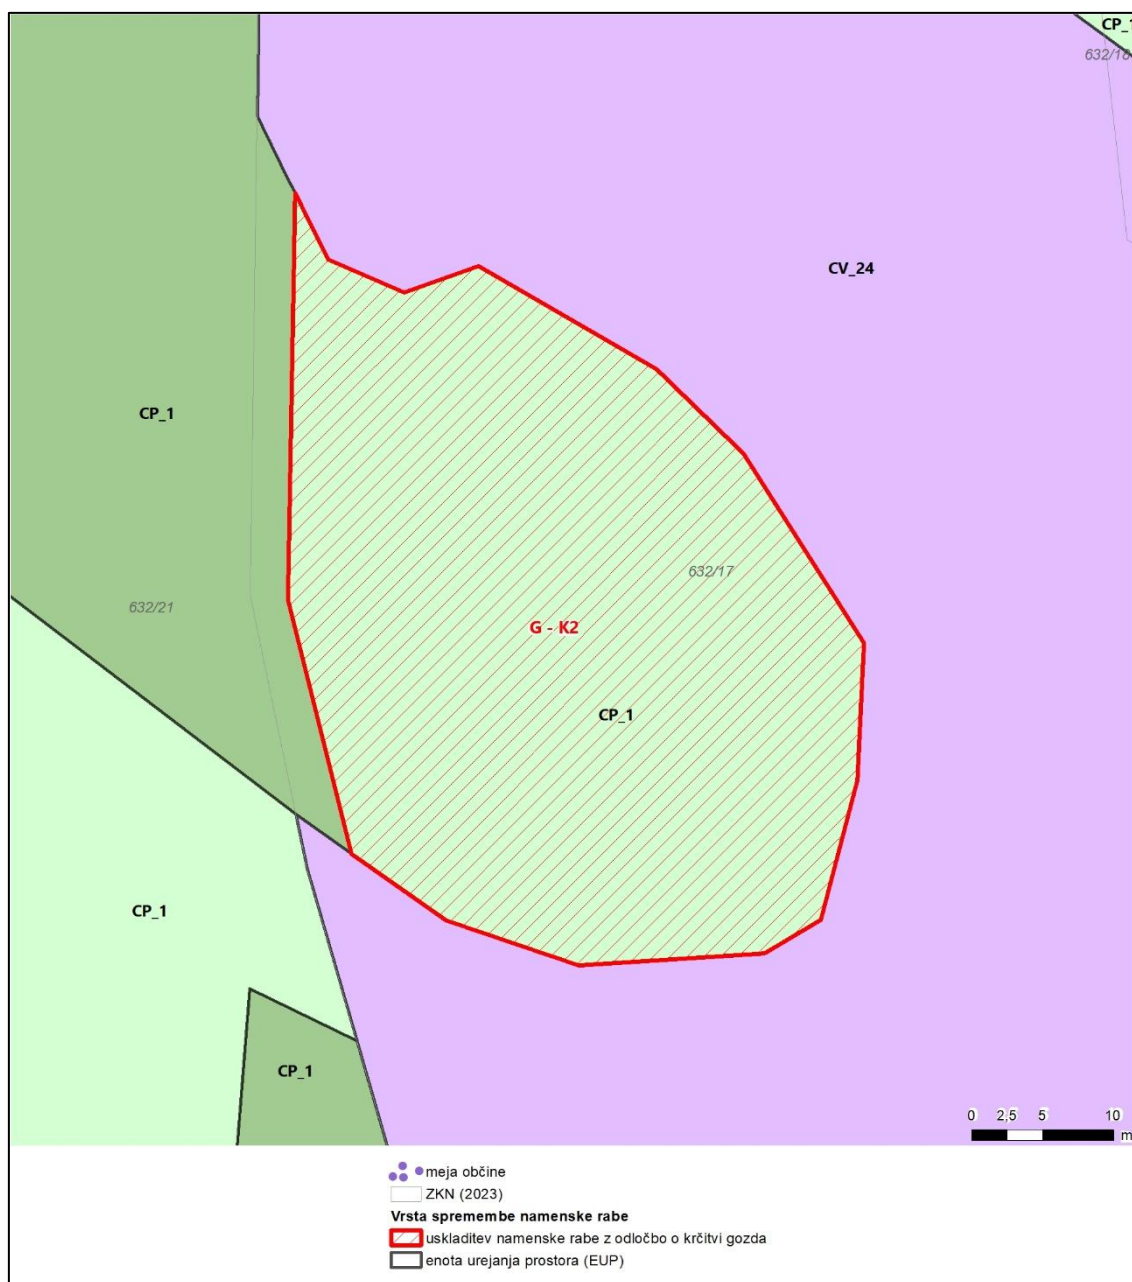 CP_1
632/18
CV_24
CP_1
632/17
632/21
G - K2
CP_1
CP_1
CP_1
0 2,5 5 10
m
meja občine
ZKN (2023)
Vrsta spremembe namenske rabe
uskladitev namenske rabe z odločbo o krčitvi gozda
enota urejanja prostora (EUP)